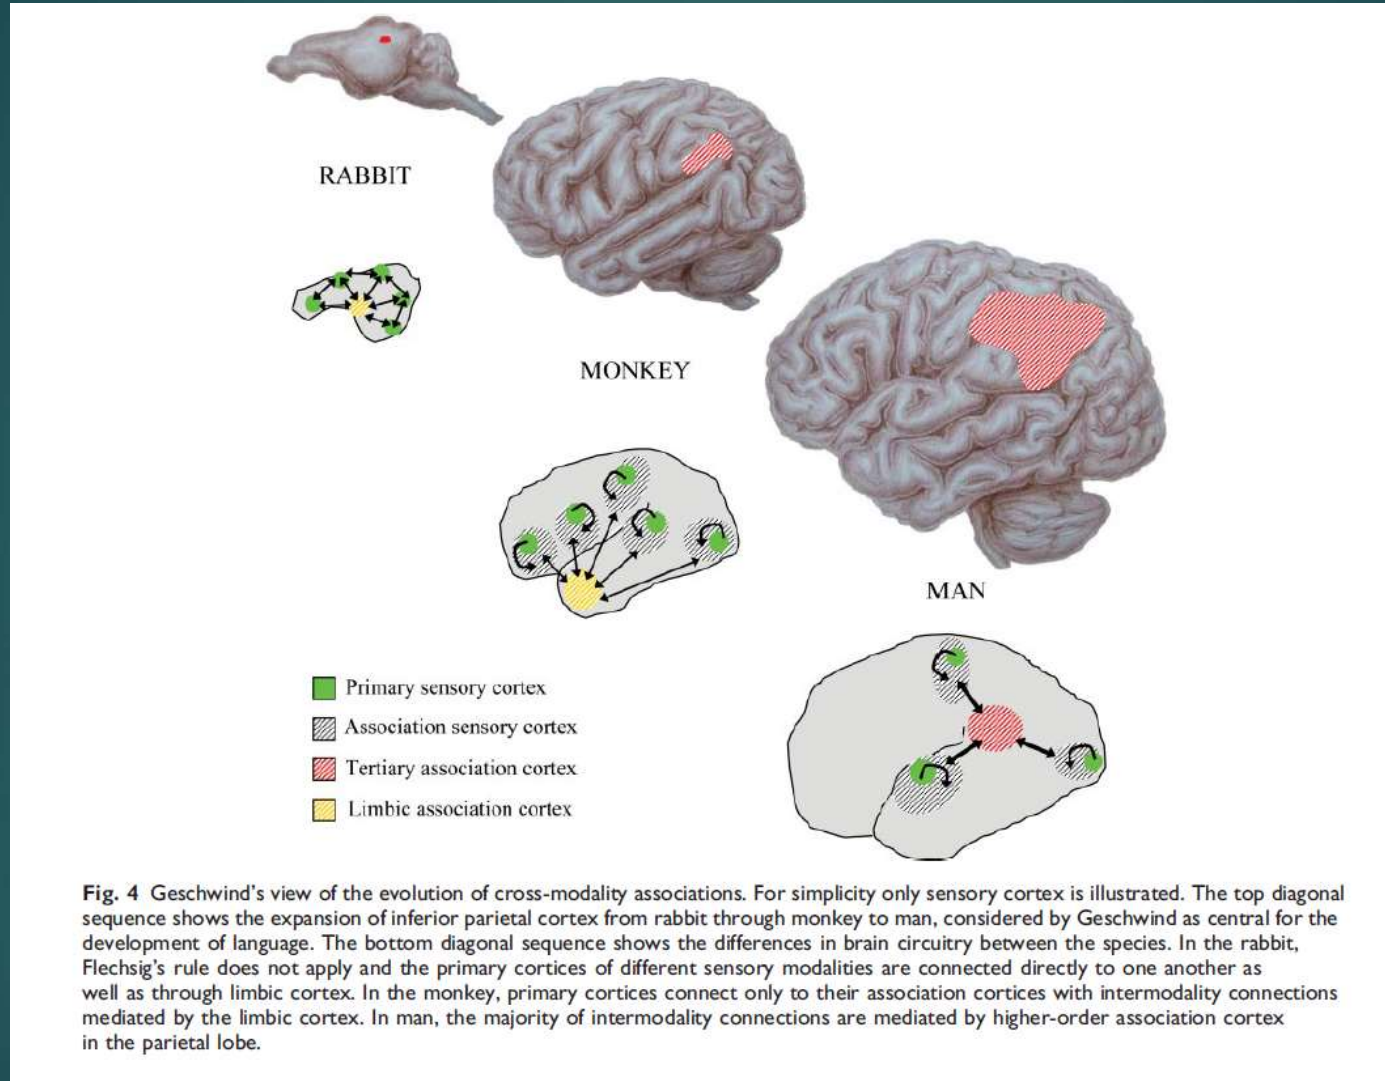 RABBIT
MONKEY
MAN
Primary sensory cortex
Association sensory cortex
Tertiary association cortex
Limbic association cortex
Fig. 4 Geschwind's view of the evolution of cross-modality associations. For simplicity only sensory cortex is illustrated. The top diagonal
sequence shows the expansion of inferior parietal cortex from rabbit through monkey to man, considered by Geschwind as central for the
development of language. The bottom diagonal sequence shows the differences in brain circuitry between the species. In the rabbit,
Flechsig's rule does not apply and the primary cortices of different sensory modalities are connected directly to one another as
well as through limbic cortex. In the monkey, primary cortices connect only to their association cortices with intermodality connections
mediated by the limbic cortex. In man, the majority of intermodality connections are mediated by higher-order association cortex
in the parietal lobe.